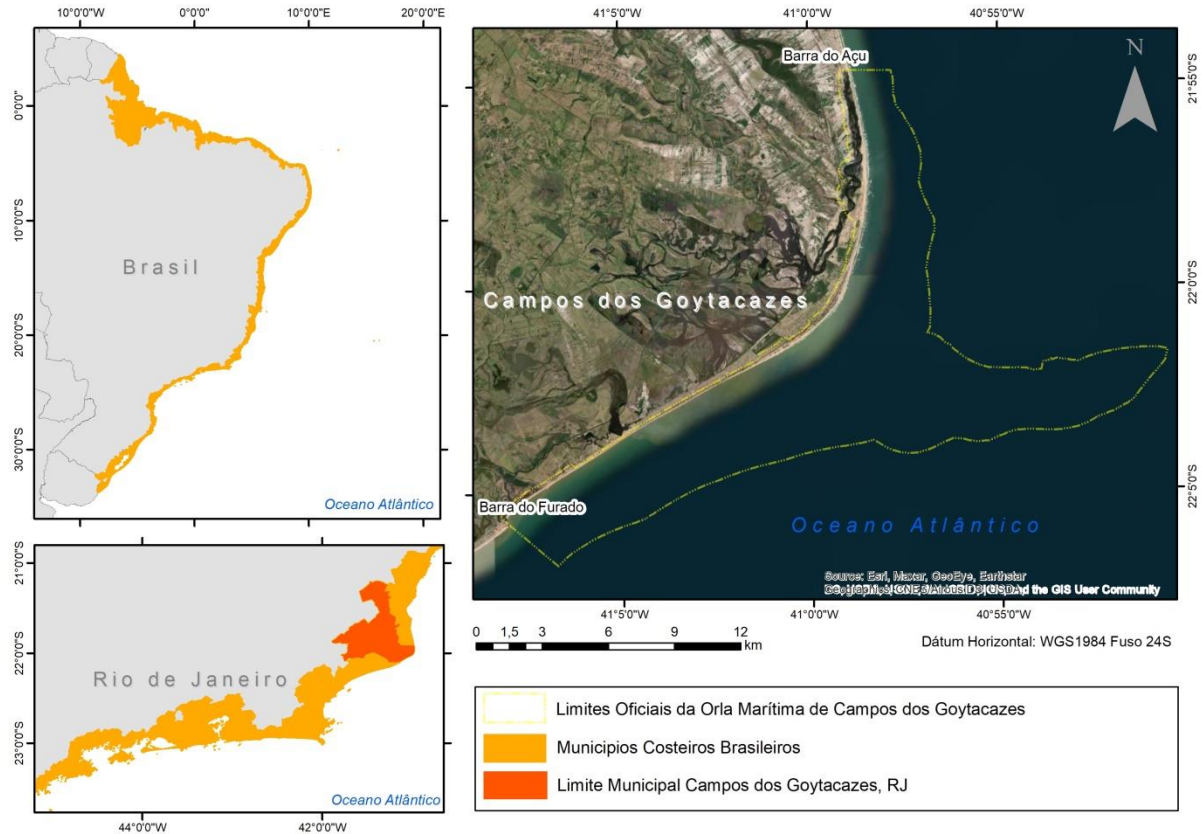 10°0'0"W 0°0'0" 10°0'0"E 20°0'0"E
0°0'0"
10°0'0"S
20°0'0"S
30°0'0"S
Brasil
Oceano Atlântico
21°0'0"S
22°0'0"S
23°0'0"S
Rio de Janeiro
Oceano Atlântico
44°0'0"W 42°0'0"W
41°5'0"W 41°0'0"W 40°55'0"W
Barra do Açu
N
21°55'0"S
22°0'0"S
22°5'0"S
Campos dos Goytacazes
Barra do Furado
Oceano Atlântico
Source: Esri, Maxar, GeoEye, Earthstar
Geographics, CNES/Airbus DS, USDA, and the GIS User Community
41°5'0"W 41°0'0"W 40°55'0"W
0 1,5 3 6 9 12
km
Dátum Horizontal: WGS1984 Fuso 24S
Limites Oficiais da Orla Marítima de Campos dos Goytacazes
Municipios Costeiros Brasileiros
Limite Municipal Campos dos Goytacazes, RJ